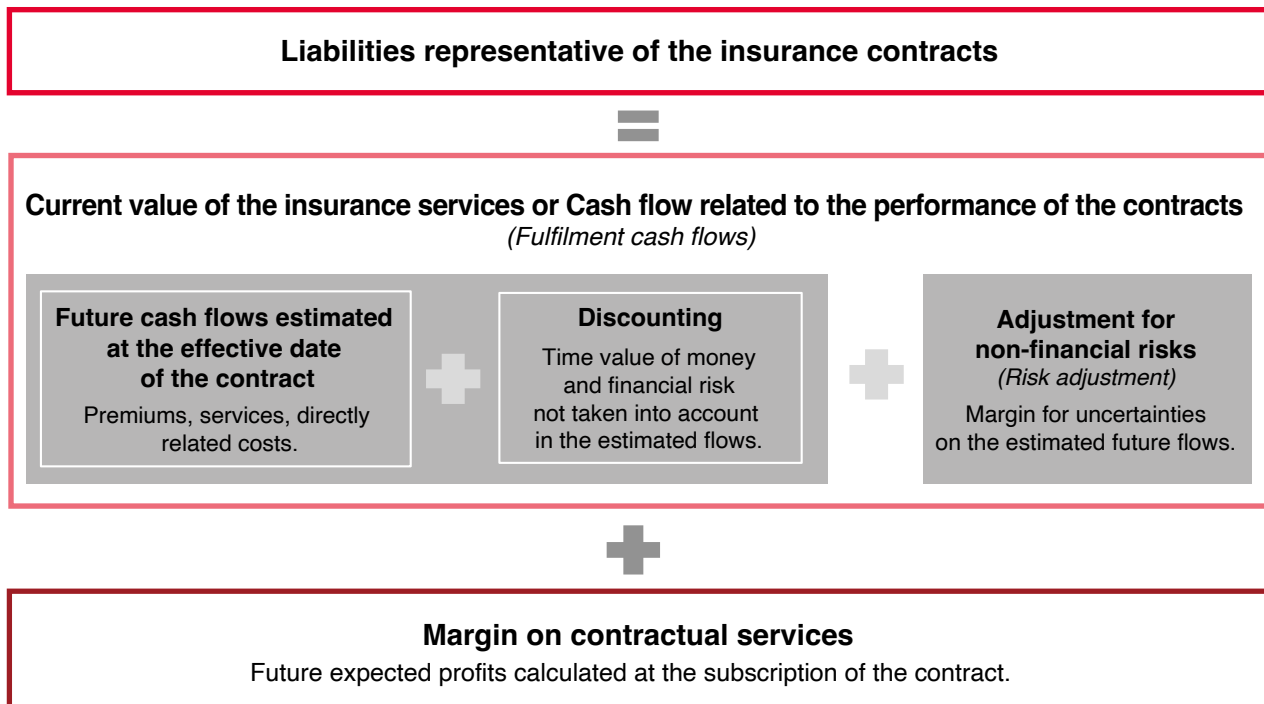 Liabilities representative of the insurance contracts
=
Current value of the insurance services or Cash flow related to the performance of the contracts
(Fulfilment cash flows)
Future cash flows estimated
at the effective date
of the contract
Premiums, services, directly
related costs.
+
Discounting
Time value of money
and financial risk
not taken into account
in the estimated flows.
+
Adjustment for
non-financial risks
(Risk adjustment)
Margin for uncertainties
on the estimated future flows.
+
Margin on contractual services
Future expected profits calculated at the subscription of the contract.